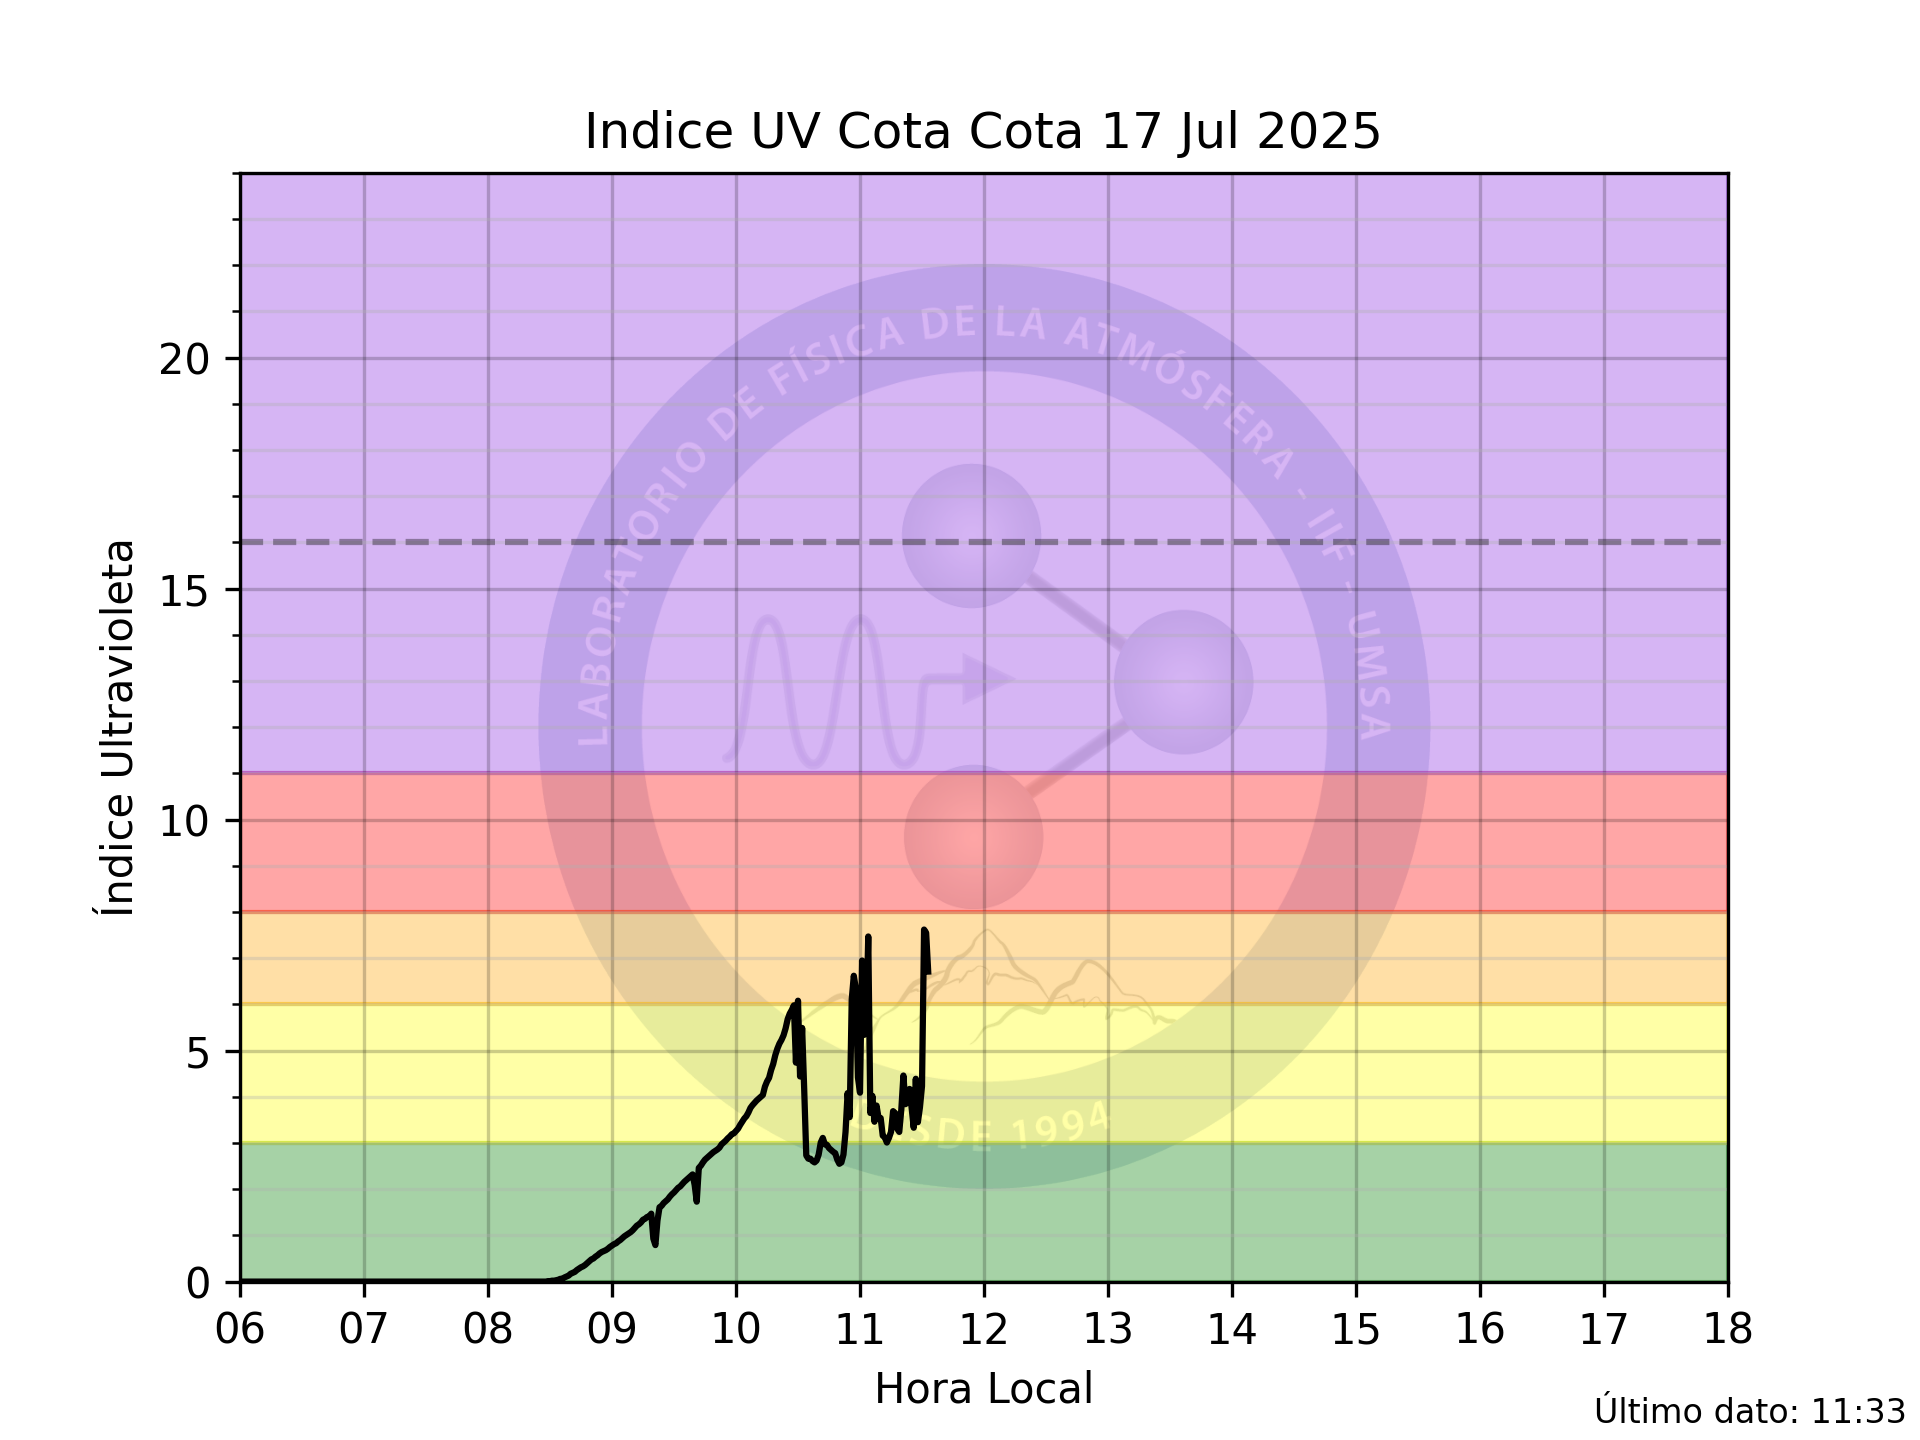 Indice UV Cota Cota 17 Jul 2025
Índice Ultravioleta
20
15
10
5
0
LABORATORIO DE FÍSICA DE LA ATMÓSFERA - IIF - UMSA
DESDE 1994
06 07 08 09 10 11 12 13 14 15 16 17 18
Hora Local
Último dato: 11:33